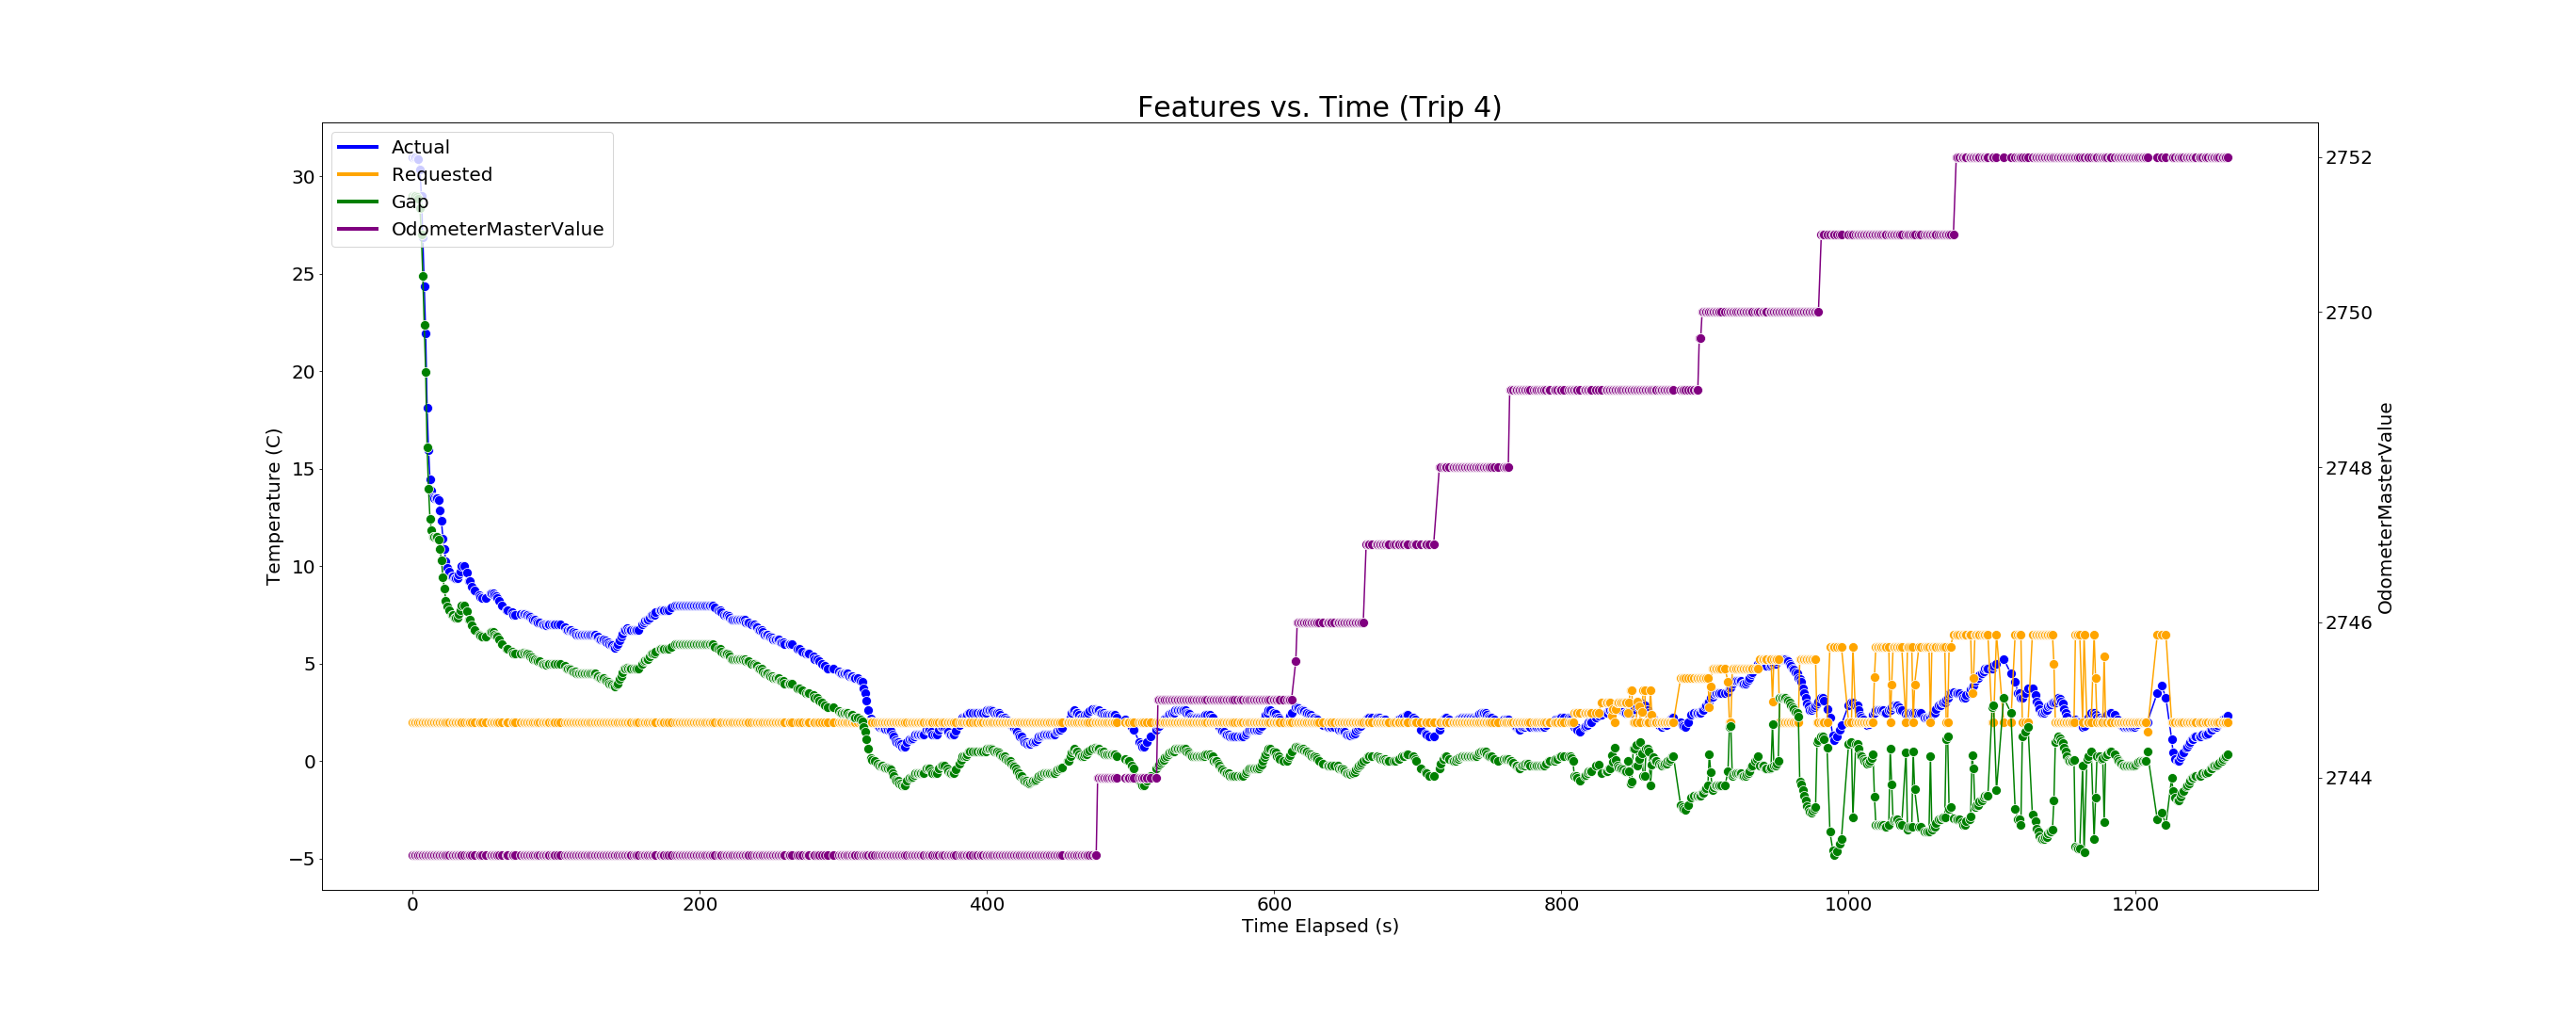 Features vs. Time (Trip 4)
Actual
Requested
Gap
OdometerMasterValue
30
25
20
15
10
5
0
−5
Temperature (C)
2752
2750
2748
2746
2744
OdometerMasterValue
0 200 400 600 800 1000 1200
Time Elapsed (s)